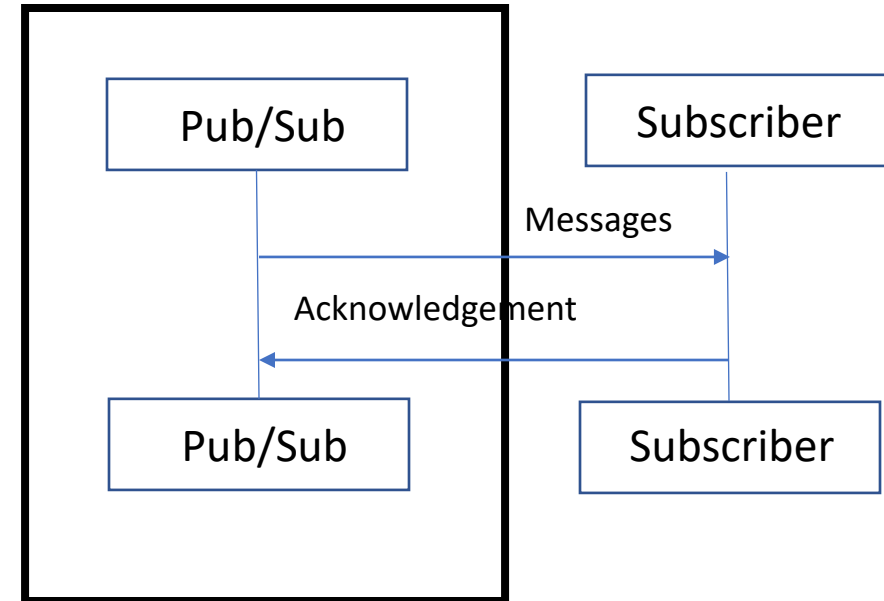 Pub/Sub
Subscriber
Messages
Acknowledgement
Pub/Sub
Subscriber